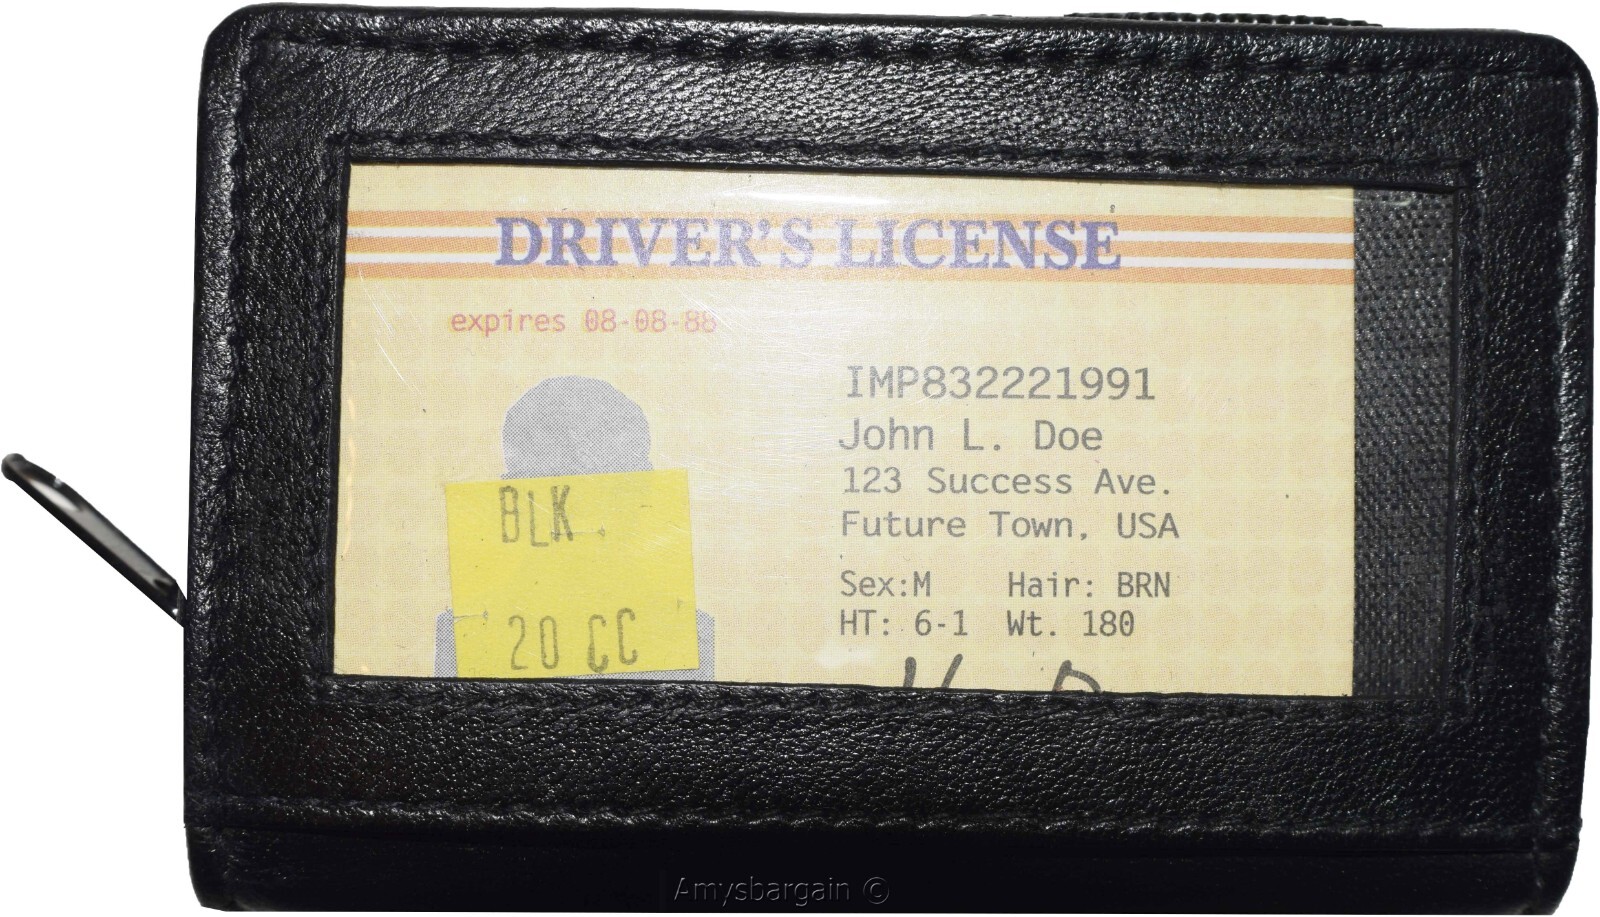 DRIVER'S LICENSE
expires 08-08-88
IMP832221991
John L. Doe
123 Success Ave.
Future Town, USA
Sex:M Hair: BRN
HT: 6-1 Wt. 180
BLK
20 CC
Amysbargain ©